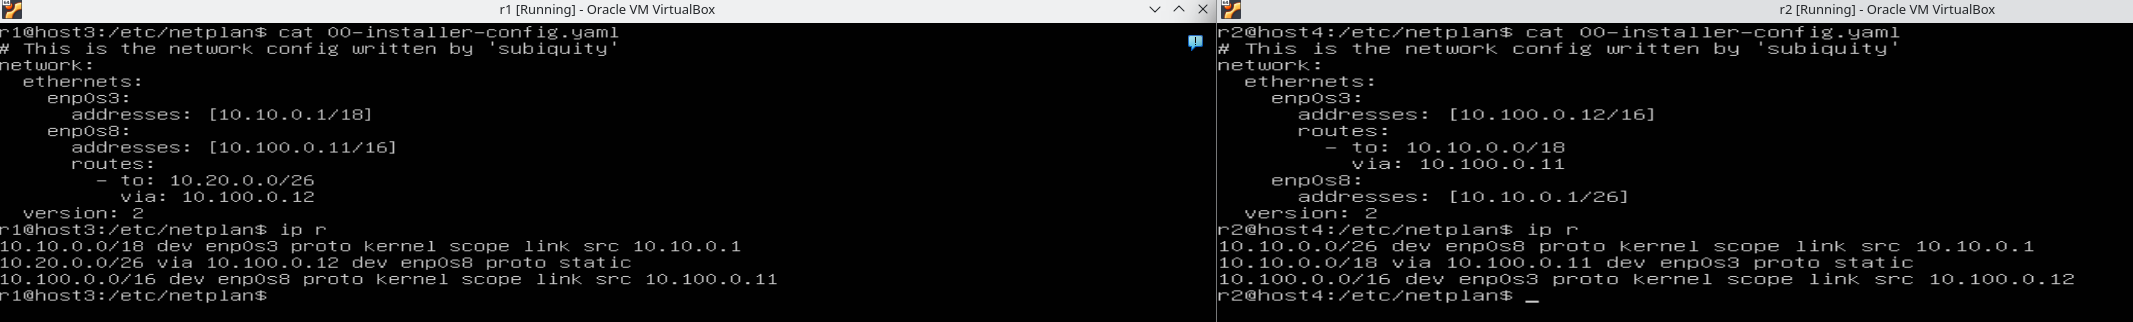 r1 [Running] - Oracle VM VirtualBox
r1@host3:/etc/netplan$ cat 00-installer-config.yaml
# This is the network config written by 'subiquity'
network:
  ethernets:
    enp0s3:
      addresses: [10.10.0.1/18]
    enp0s8:
      addresses: [10.100.0.11/16]
      routes:
        - to: 10.20.0.0/26
          via: 10.100.0.12
  version: 2
r1@host3:/etc/netplan$ ip r
10.10.0.0/18 dev enp0s3 proto kernel scope link src 10.10.0.1
10.20.0.0/26 via 10.100.0.12 dev enp0s8 proto static
10.100.0.0/16 dev enp0s8 proto kernel scope link src 10.100.0.11
r1@host3:/etc/netplan$
r2 [Running] - Oracle VM VirtualBox
r2@host4:/etc/netplan$ cat 00-installer-config.yaml
# This is the network config written by 'subiquity'
network:
  ethernets:
    enp0s3:
      addresses: [10.100.0.12/16]
      routes:
        - to: 10.10.0.0/18
          via: 10.100.0.11
    enp0s8:
      addresses: [10.10.0.1/26]
  version: 2
r2@host4:/etc/netplan$ ip r
10.10.0.0/26 dev enp0s8 proto kernel scope link src 10.10.0.1
10.10.0.0/18 via 10.100.0.11 dev enp0s3 proto static
10.100.0.0/16 dev enp0s3 proto kernel scope link src 10.100.0.12
r2@host4:/etc/netplan$ _